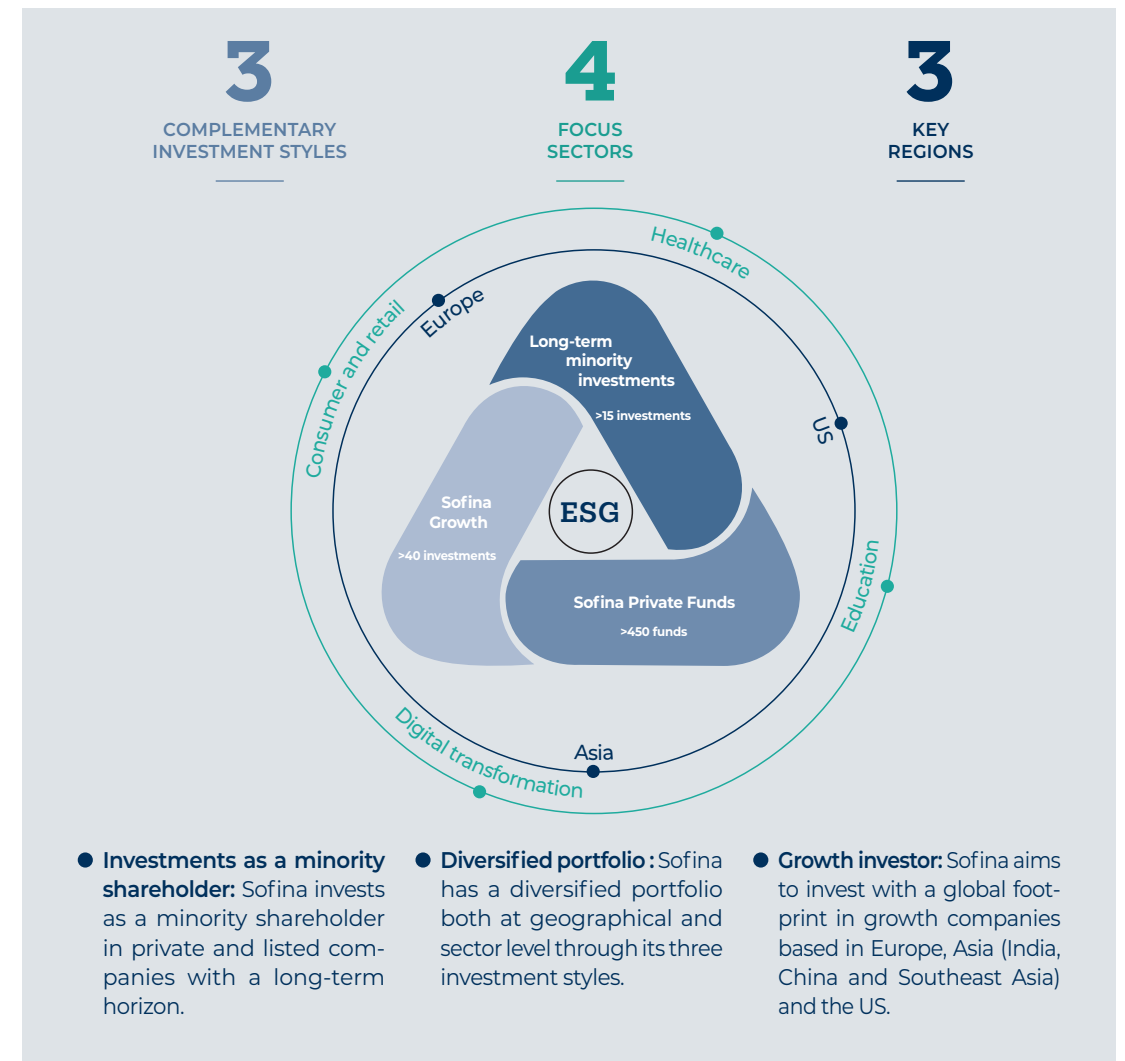 3
COMPLEMENTARY
INVESTMENT STYLES
4
FOCUS
SECTORS
3
KEY
REGIONS
Healthcare
Europe
Consumer and retail
Long-term
minority
investments
>15 investments
US
Sofina
Growth
>40 investments
ESG
Education
Sofina Private Funds
>450 funds
Digital transformation
Asia
Investments as a minority
shareholder: Sofina invests
as a minority shareholder
in private and listed com-
panies with a long-term
horizon.
Diversified portfolio : Sofina
has a diversified portfolio
both at geographical and
sector level through its three
investment styles.
Growth investor: Sofina aims
to invest with a global foot-
print in growth companies
based in Europe, Asia (India,
China and Southeast Asia)
and the US.